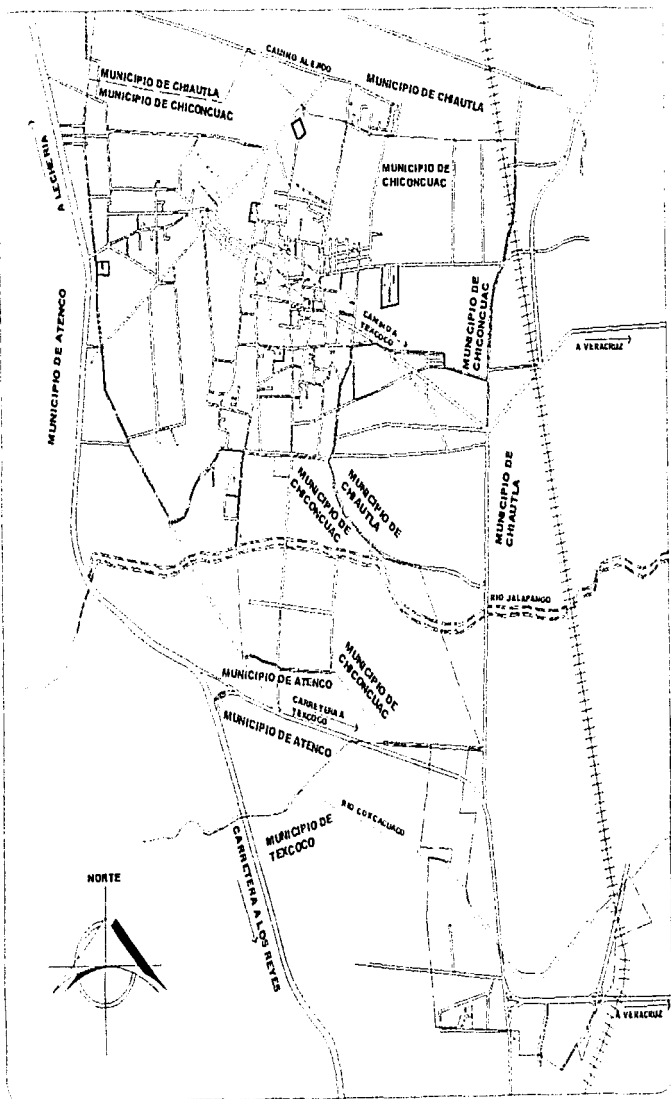 CAMINO AL EJIDO
MUNICIPIO DE CHIAUTLA
MUNICIPIO DE CHICONCUAC
MUNICIPIO DE CHIAUTLA
A LECHERIA
MUNICIPIO DE
CHICONCUAC
MUNICIPIO DE ATENCO
CAMINO A
TEXCOCO
MUNICIPIO DE
CHICONCUAC
A VERACRUZ
MUNICIPIO DE
CHICONCUAC
MUNICIPIO DE
CHIAUTLA
MUNICIPIO DE
CHIAUTLA
RIO JALAPANGO
MUNICIPIO DE ATENCO
MUNICIPIO DE
CHICONCUAC
CARRETERA A
TEXCOCO
MUNICIPIO DE ATENCO
MUNICIPIO DE
TEXCOCO
RIO COXCACUACO
CARRETERA A LOS REYES
NORTE
A VERACRUZ